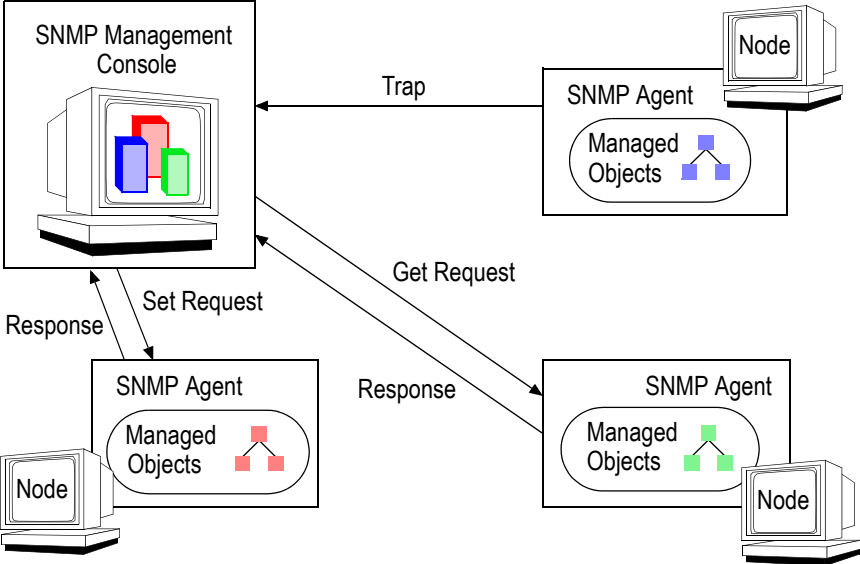 SNMP Management
Console
Trap
Node
SNMP Agent
Managed
Objects
Get Request
Set Request
Response
Response
SNMP Agent
Managed
Objects
Node
SNMP Agent
Managed
Objects
Node